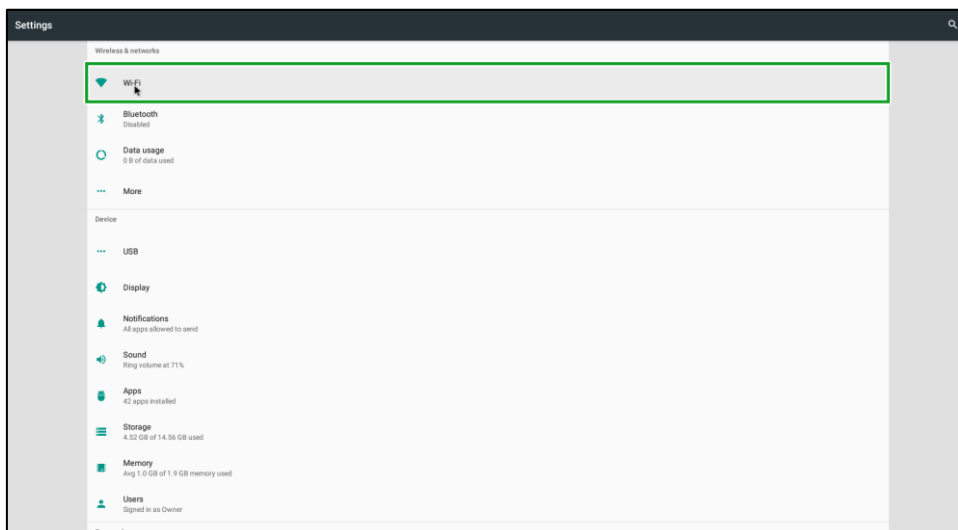 Settings
Wireless & networks
Wi-Fi
Bluetooth
Disabled
Data usage
0 B of data used
More
Device
USB
Display
Notifications
All apps allowed to send
Sound
Ring volume at 71%
Apps
42 apps installed
Storage
4.52 GB of 14.56 GB used
Memory
Avg 1.0 GB of 1.9 GB memory used
Users
Signed in as Owner